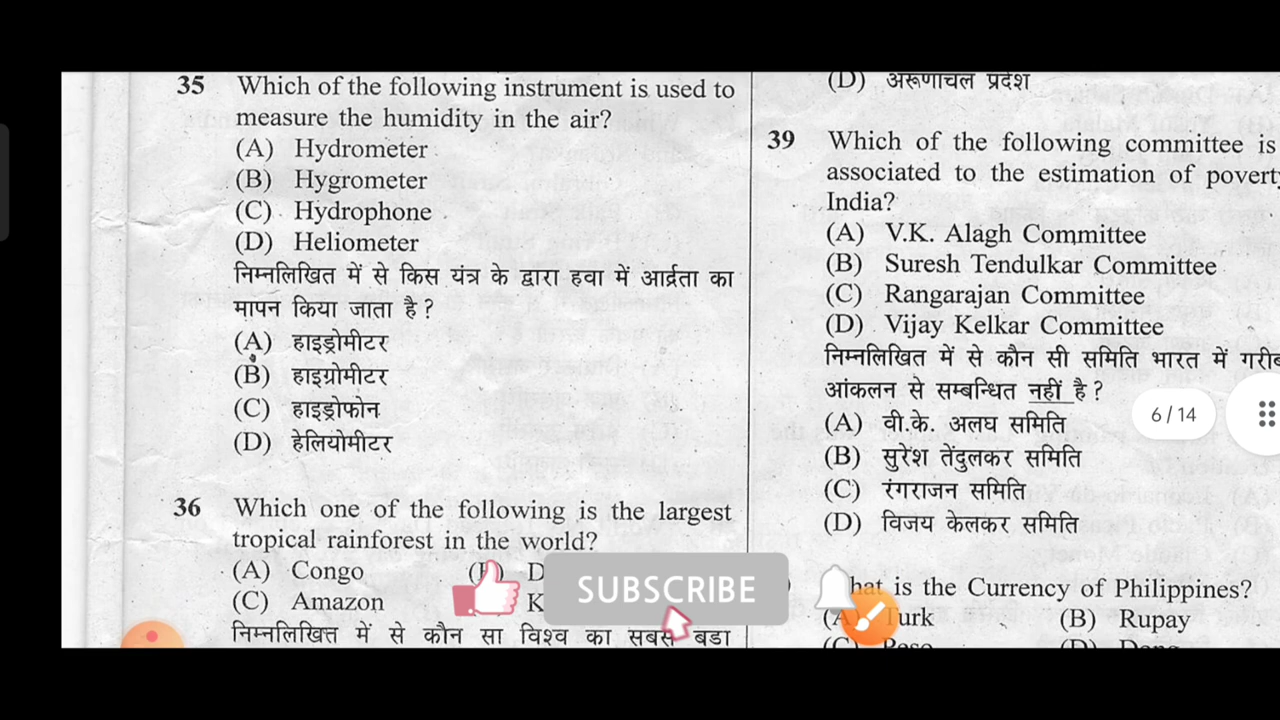 35 Which of the following instrument is used to
measure the humidity in the air?
(A) Hydrometer
(B) Hygrometer
(C) Hydrophone
(D) Heliometer
निम्नलिखित में से किस यंत्र के द्वारा हवा में आर्द्रता का
मापन किया जाता है ?
(A) हाइड्रोमीटर
(B) हाइग्रोमीटर
(C) हाइड्रोफोन
(D) हेलियोमीटर
36 Which one of the following is the largest
tropical rainforest in the world?
(A) Congo
(C) Amazon
निम्नलिखित में से कौन सा विश्व का सबसे बडा
(D) अरूणाचल प्रदेश
39 Which of the following committee is
associated to the estimation of
India?
(A) V.K. Alagh Committee
(B) Suresh Tendulkar Committee
(C) Rangarajan Committee
(D) Vijay Kelkar Committee
निम्नलिखित में से कौन सी समिति भारत में
आंकलन से सम्बन्धित नहीं है ?
(A) वी.के. अलघ समिति
(B) सुरेश तेंदुलकर समिति
(C) रंगराजन समिति
(D) विजय केलकर समिति
is the Currency of Philippines?
(A) Turk (B) Rupay
(C) Peso (D) Dong
6/14
SUBSCRIBE